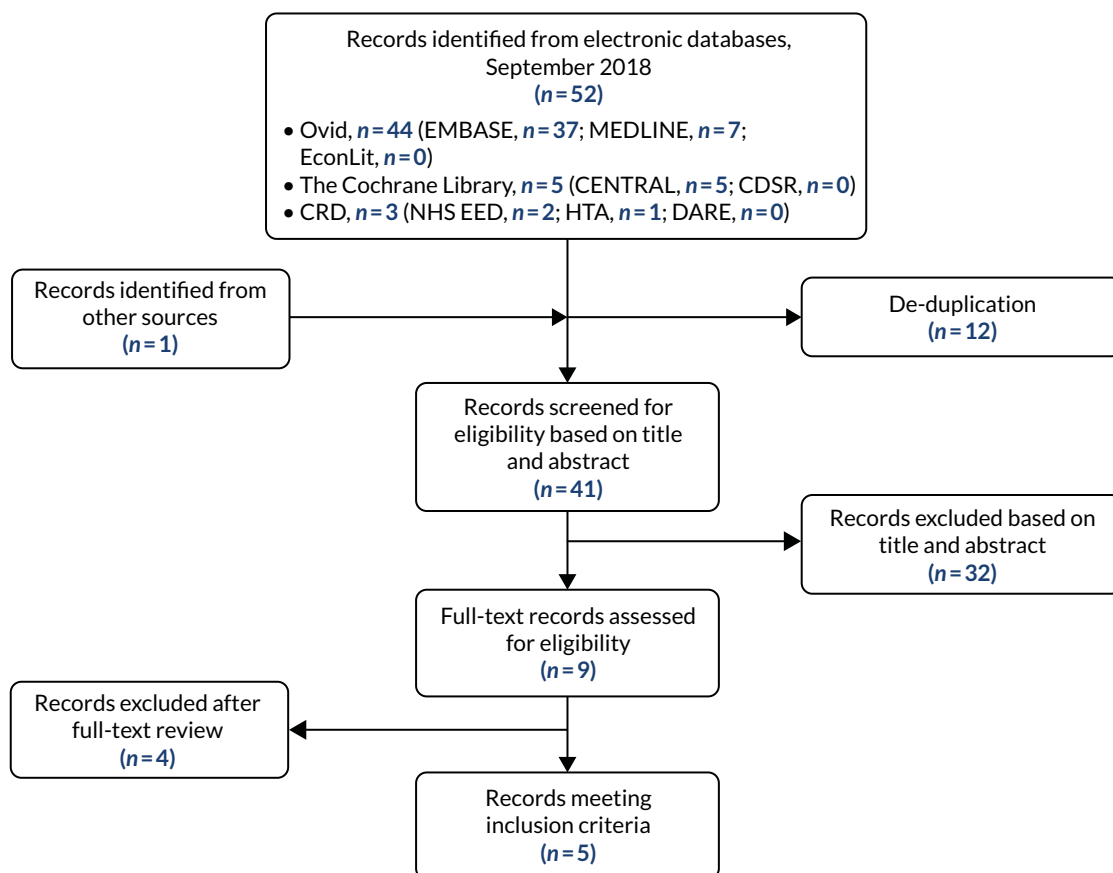 Records identified from electronic databases,
September 2018
(n=52)
• Ovid, n=44 (EMBASE, n=37; MEDLINE, n=7;
EconLit, n=0)
• The Cochrane Library, n=5 (CENTRAL, n=5; CDSR, n=0)
• CRD, n=3 (NHS EED, n=2; HTA, n=1; DARE, n=0)
Records identified from
other sources
(n=1)
De-duplication
(n=12)
Records screened for
eligibility based on title
and abstract
(n=41)
Records excluded based on
title and abstract
(n=32)
Full-text records assessed
for eligibility
(n=9)
Records excluded after
full-text review
(n=4)
Records meeting
inclusion criteria
(n=5)